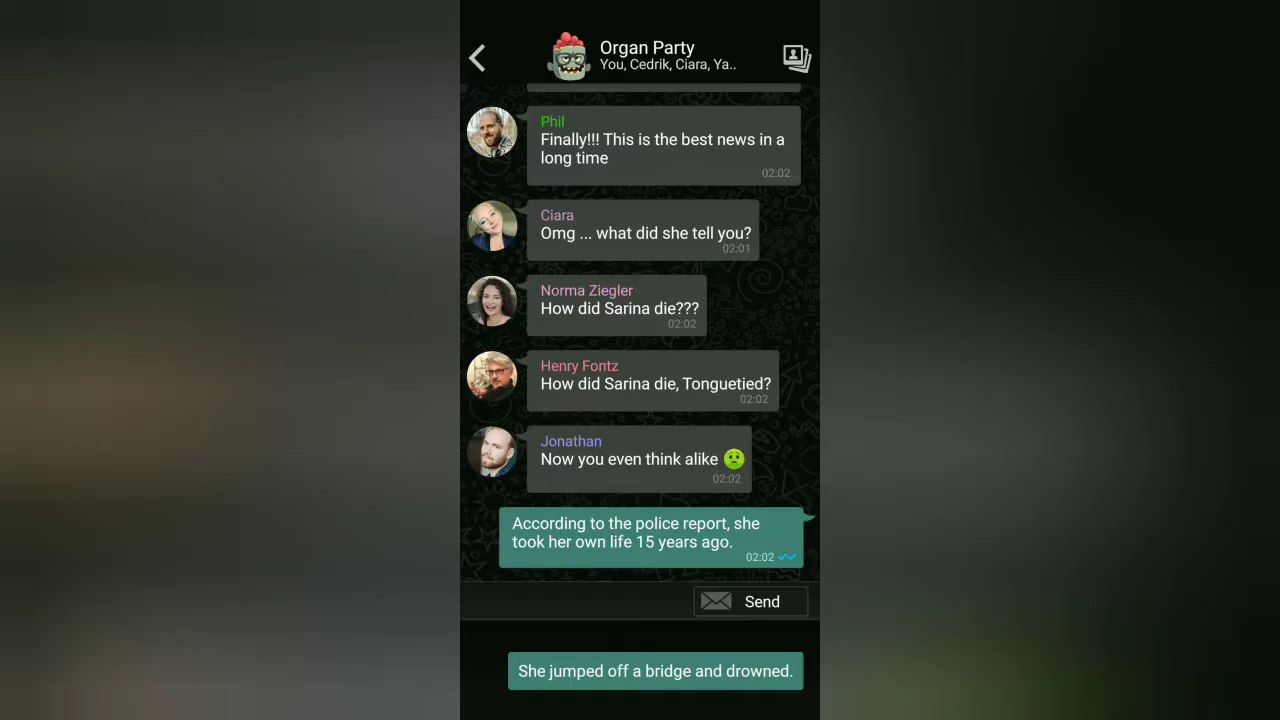 Organ Party
You, Cedrik, Ciara, Ya..
Phil
Finally!!! This is the best news in a
long time
02:02
Ciara
Omg ... what did she tell you?
02:01
Norma Ziegler
How did Sarina die???
02:02
Henry Fontz
How did Sarina die, Tonguetied?
02:02
Jonathan
Now you even think alike 🤢
02:02
According to the police report, she
took her own life 15 years ago.
02:02
Send
She jumped off a bridge and drowned.